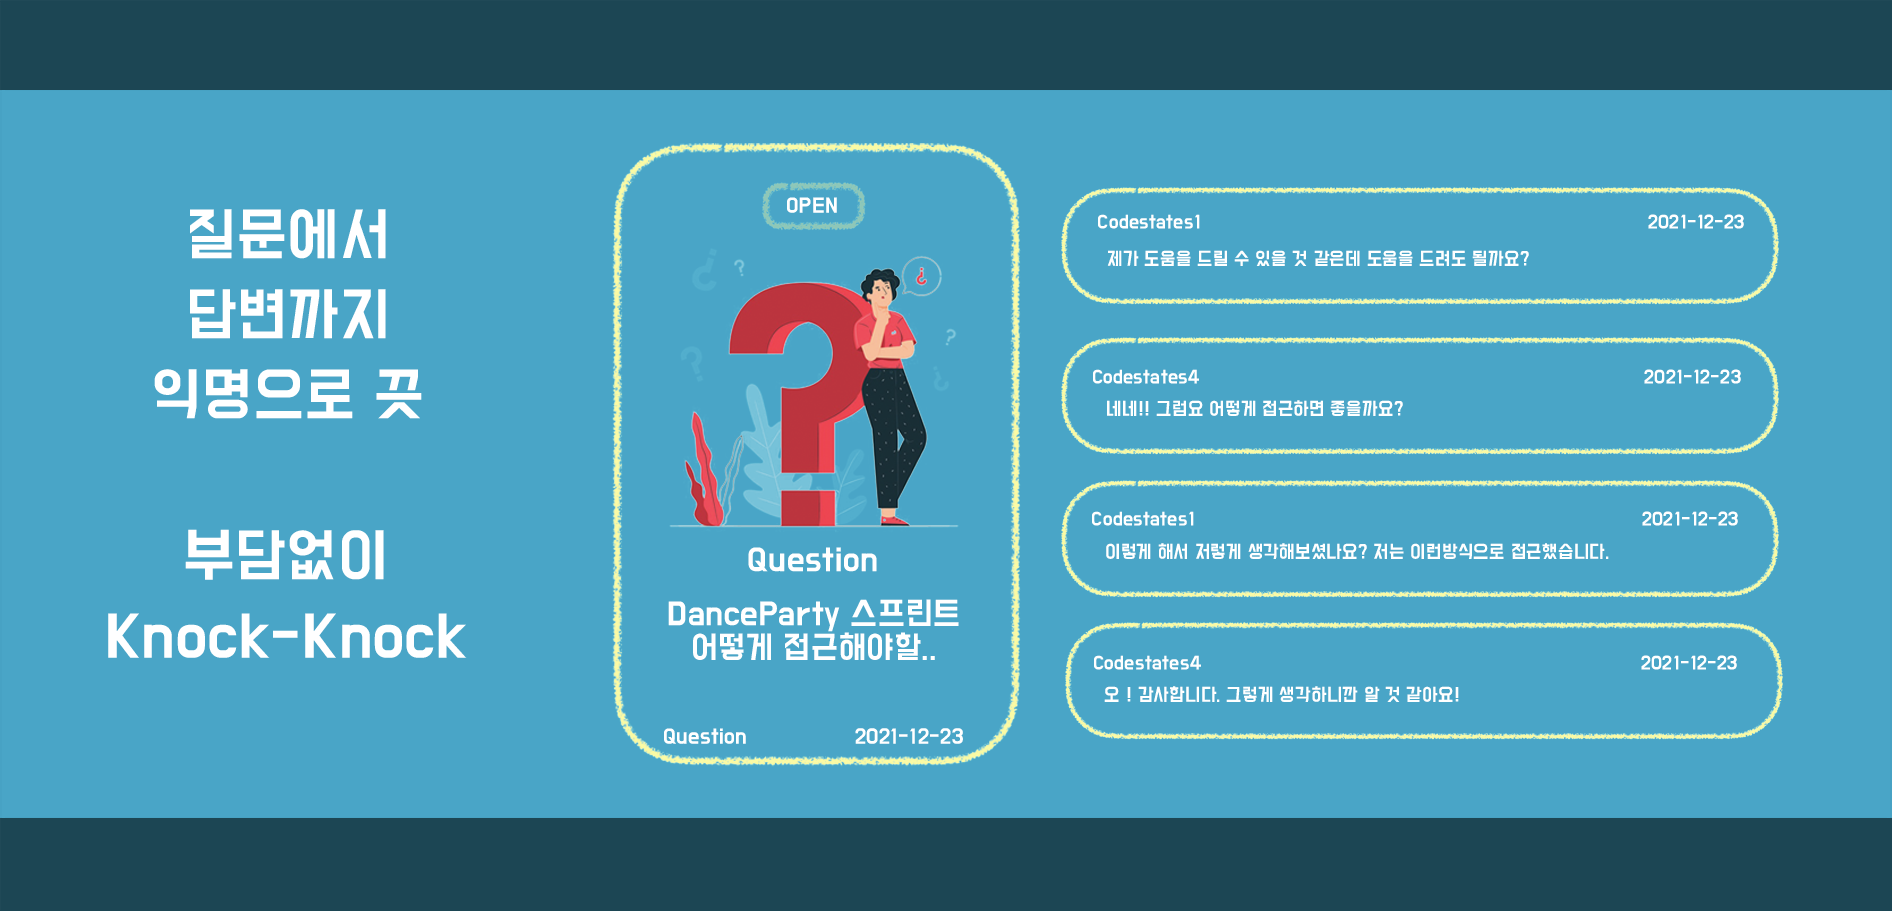 질문에서
답변까지
익명으로 끗
부담없이
Knock-Knock
OPEN
?
?
Question
DanceParty 스프린트
어떻게 접근해야할..
Question 2021-12-23
Codestates1 2021-12-23
제가 도움을 드릴 수 있을 것 같은데 도움을 드려도 될까요?
Codestates4 2021-12-23
네네!! 그럼요 어떻게 접근하면 좋을까요?
Codestates1 2021-12-23
이렇게 해서 저렇게 생각해보셨나요? 저는 이런방식으로 접근했습니다.
Codestates4 2021-12-23
오 ! 감사합니다. 그렇게 생각하니깐 알 것 같아요!